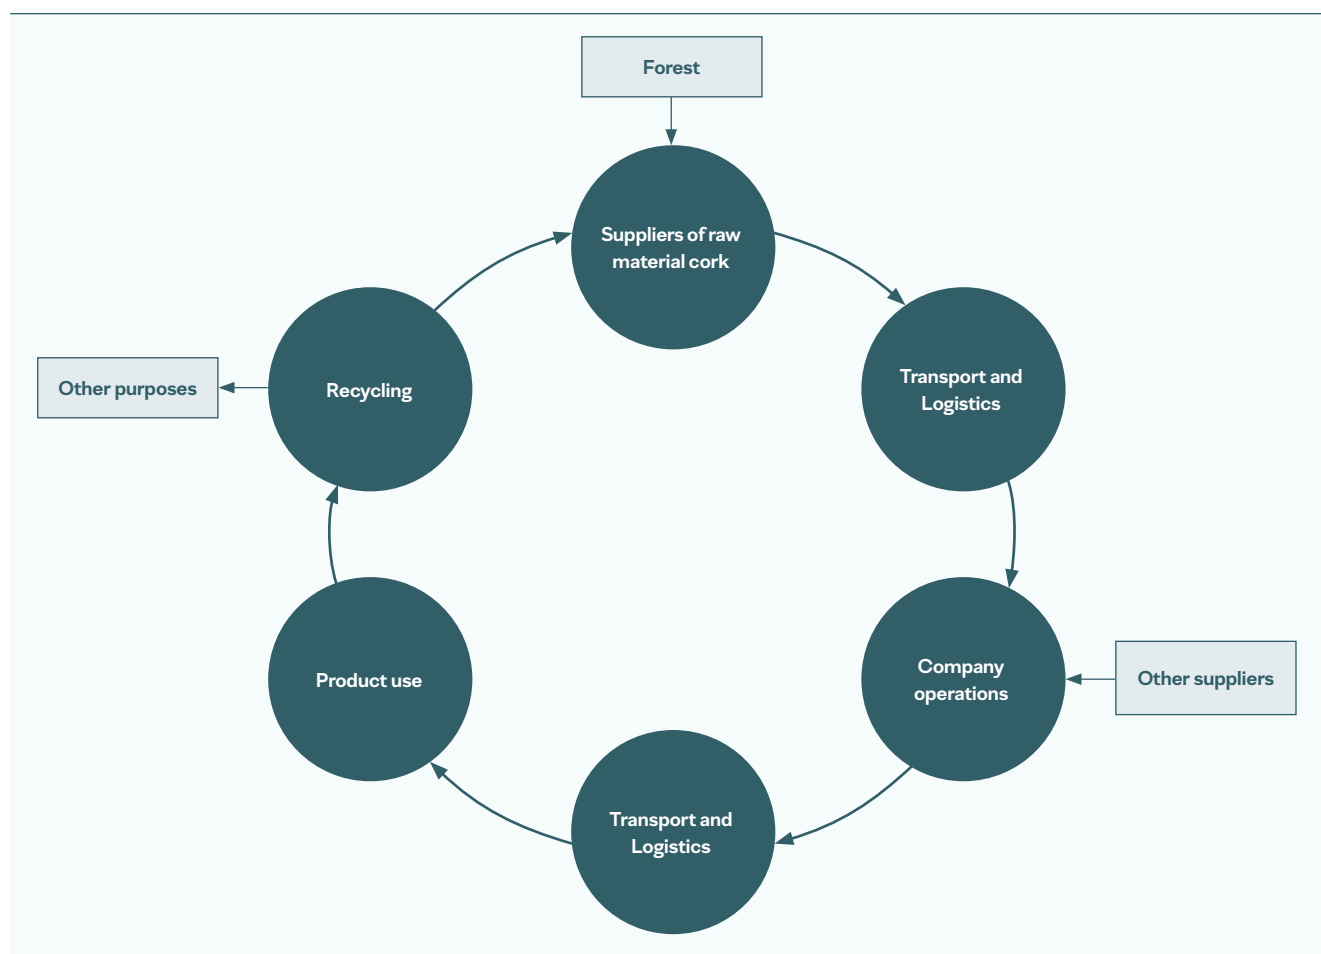 Forest
Suppliers of raw
material cork
Transport and
Logistics
Recycling
Other purposes
Company
operations
Other suppliers
Product use
Transport and
Logistics